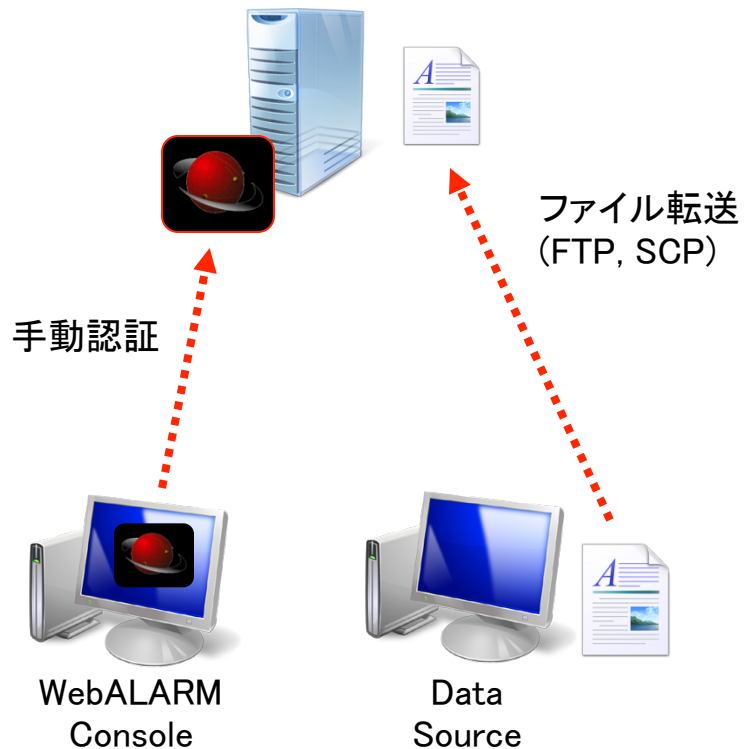 ファイル転送
(FTP, SCP)
手動認証
WebALARM
Console
Data
Source